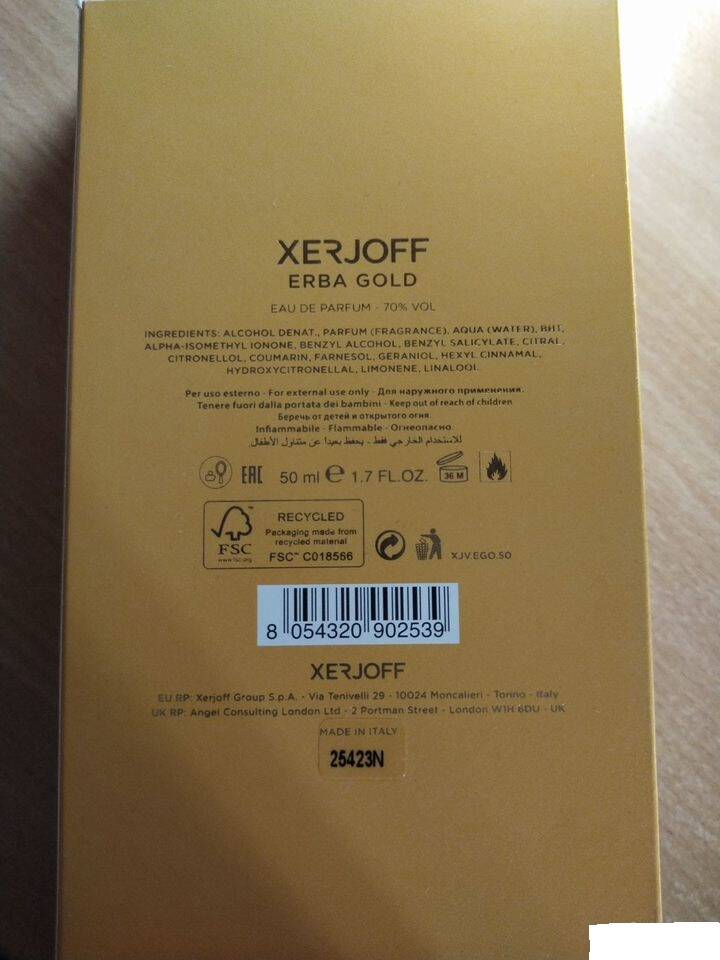 XERJOFF
ERBA GOLD
EAU DE PARFUM - 70% VOL
INGREDIENTS: ALCOHOL DENAT., PARFUM (FRAGRANCE), AQUA (WATER), BHT,
ALPHA-ISOMETHYL IONONE, BENZYL ALCOHOL, BENZYL SALICYLATE, CITRAL,
CITRONELLOL, COUMARIN, FARNESOL, GERANIOL, HEXYL CINNAMAL,
HYDROXYCITRONELLAL, LIMONENE, LINALOOL
Per uso esterno - For external use only - Для наружного применения.
Tenere fuori dalla portata dei bambini - Keep out of reach of children
Беречь от детей и открытого огня.
Infiammabile - Flammable - Огнеопасно
للاستخدام الخارجي فقط - يحفظ بعيداً عن متناول الأطفال.
EAC 50 ml ℮ 1.7 FL.OZ. 36 M
FSC
www.fsc.org
RECYCLED
Packaging made from
recycled material
FSC™ C018566
XJV.EGO.50
8 054320 902539
XERJOFF
EU RP: Xerjoff Group S.p.A. - Via Tenivelli 29 - 10024 Moncalieri - Torino - Italy
UK RP: Angel Consulting London Ltd - 2 Portman Street - London W1H 6DU - UK
MADE IN ITALY
25423N